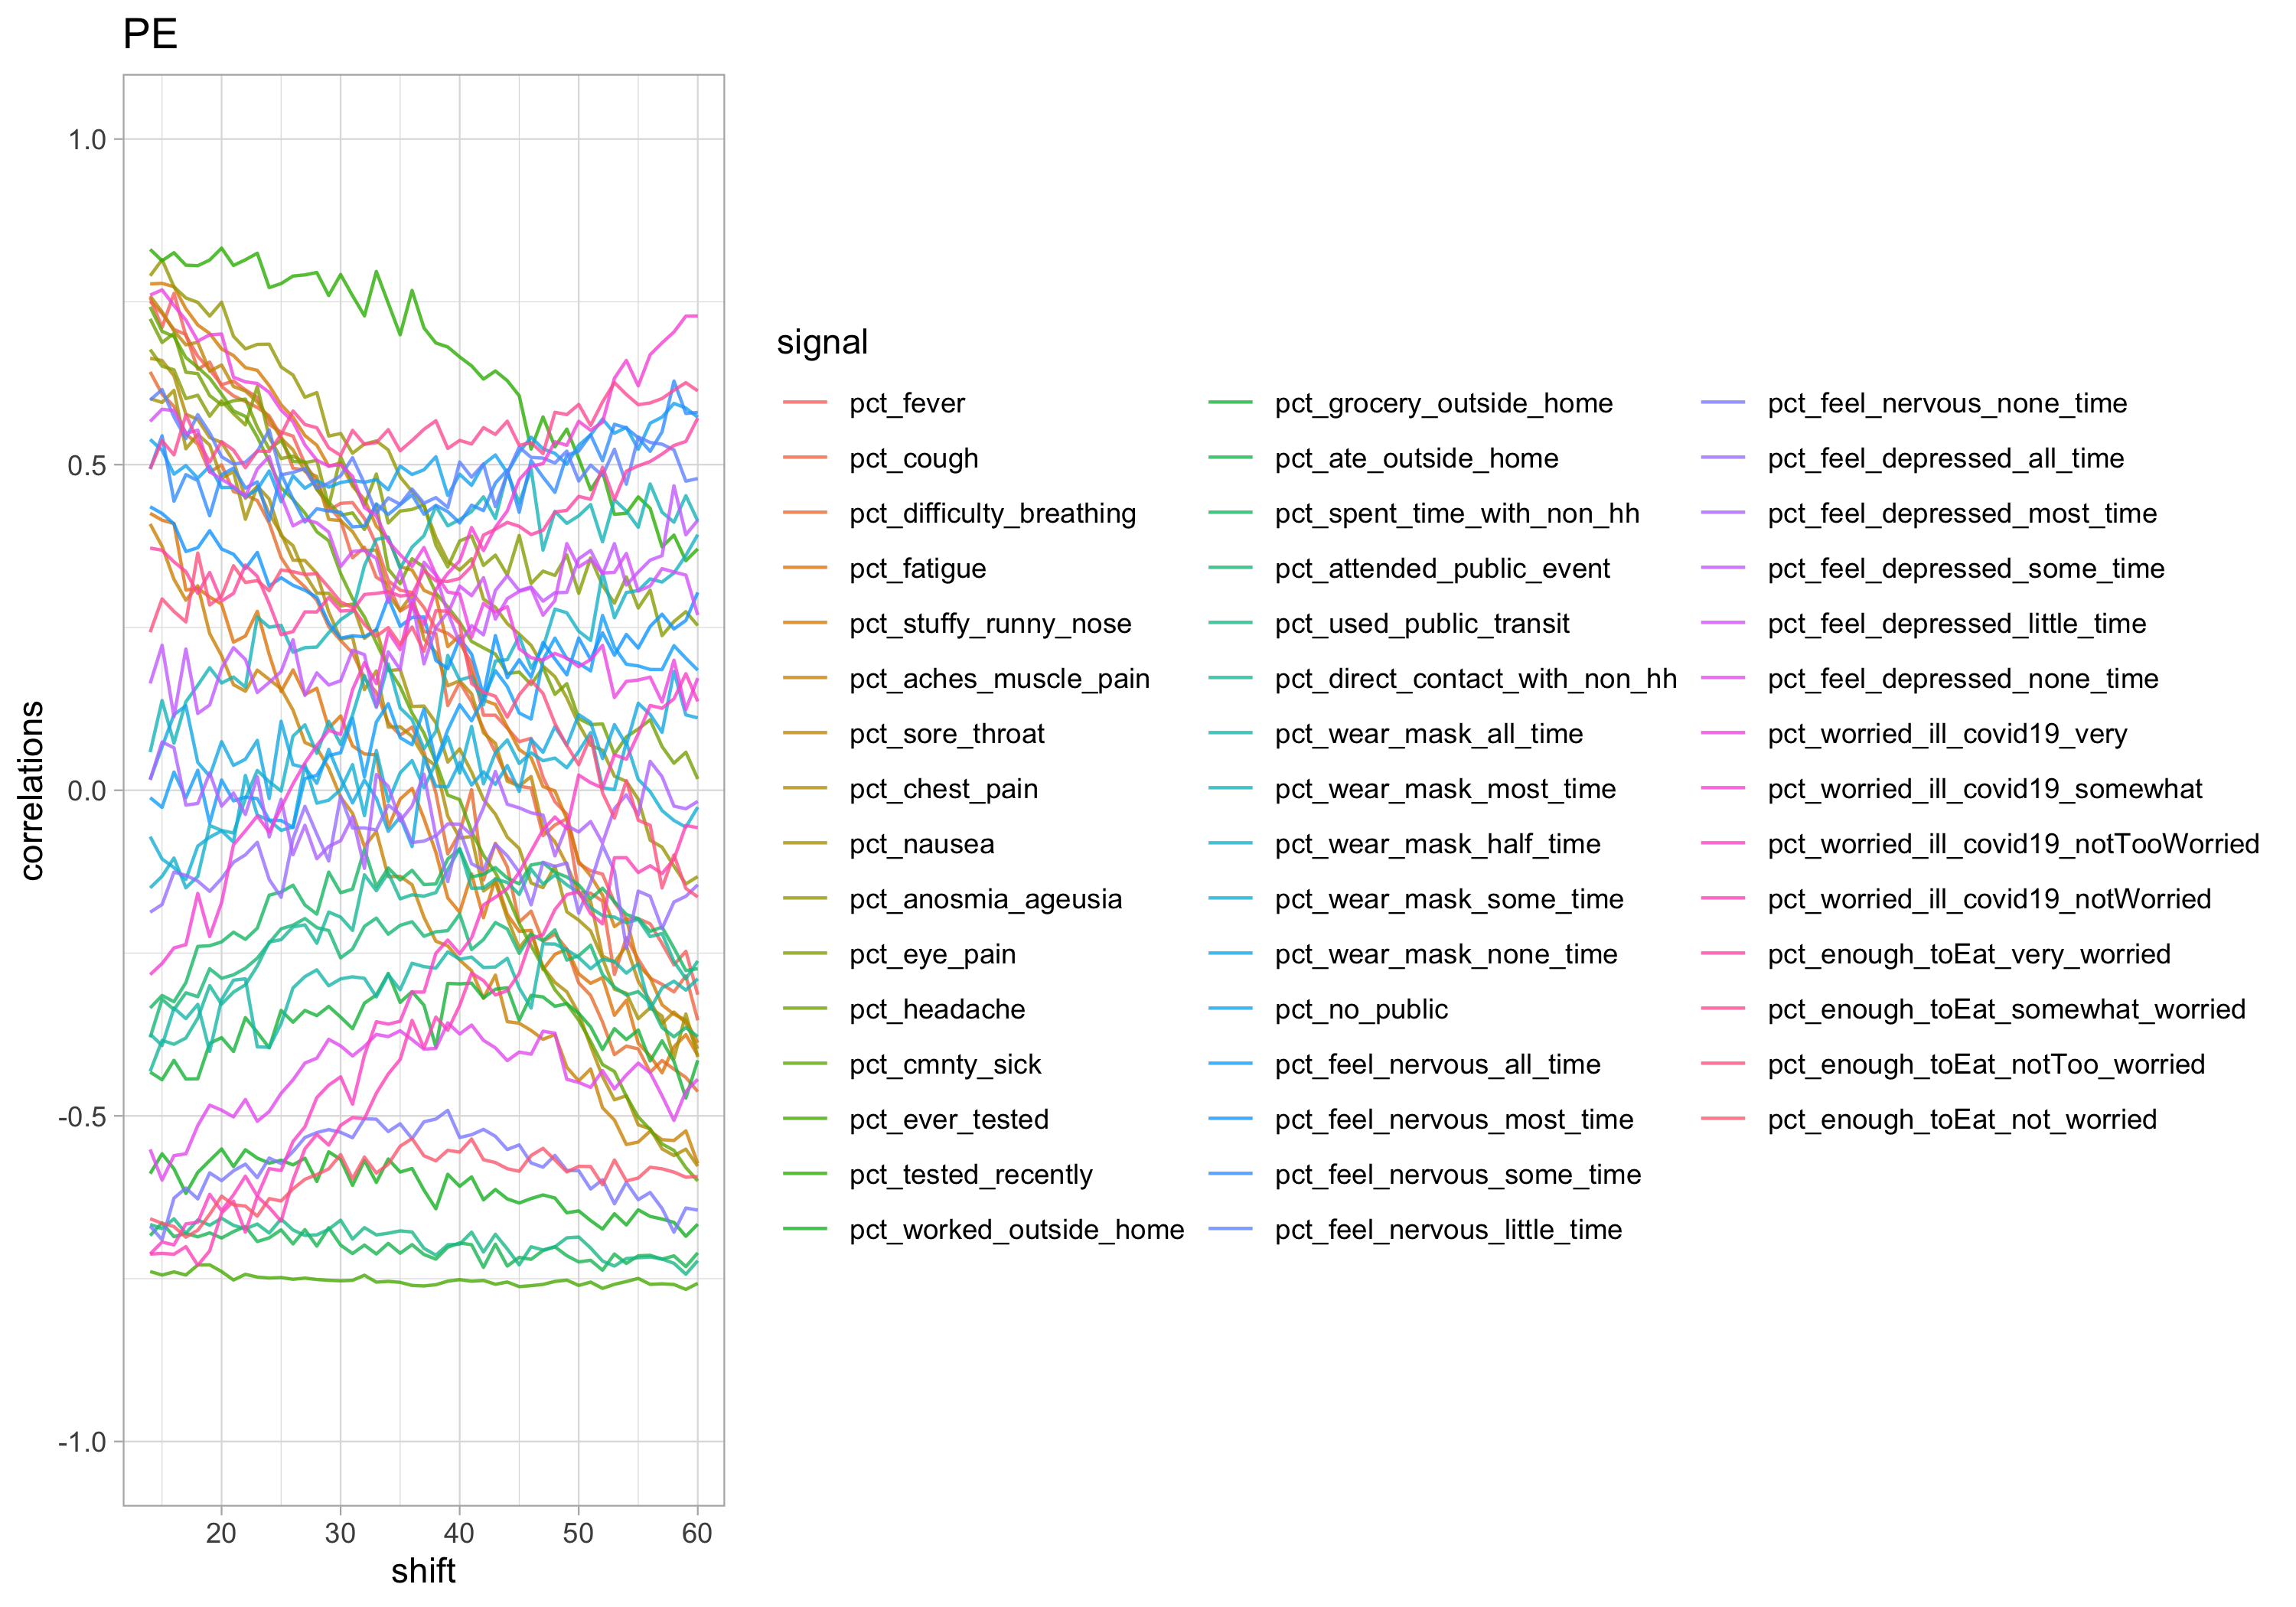 PE
1.0
0.5
0.0
-0.5
-1.0
correlations
20 30 40 50 60
shift
signal
pct_fever
pct_cough
pct_difficulty_breathing
pct_fatigue
pct_stuffy_runny_nose
pct_aches_muscle_pain
pct_sore_throat
pct_chest_pain
pct_nausea
pct_anosmia_ageusia
pct_eye_pain
pct_headache
pct_cmnty_sick
pct_ever_tested
pct_tested_recently
pct_worked_outside_home
pct_grocery_outside_home
pct_ate_outside_home
pct_spent_time_with_non_hh
pct_attended_public_event
pct_used_public_transit
pct_direct_contact_with_non_hh
pct_wear_mask_all_time
pct_wear_mask_most_time
pct_wear_mask_half_time
pct_wear_mask_some_time
pct_wear_mask_none_time
pct_no_public
pct_feel_nervous_all_time
pct_feel_nervous_most_time
pct_feel_nervous_some_time
pct_feel_nervous_little_time
pct_feel_nervous_none_time
pct_feel_depressed_all_time
pct_feel_depressed_most_time
pct_feel_depressed_some_time
pct_feel_depressed_little_time
pct_feel_depressed_none_time
pct_worried_ill_covid19_very
pct_worried_ill_covid19_somewhat
pct_worried_ill_covid19_notTooWorried
pct_worried_ill_covid19_notWorried
pct_enough_toEat_very_worried
pct_enough_toEat_somewhat_worried
pct_enough_toEat_notToo_worried
pct_enough_toEat_not_worried